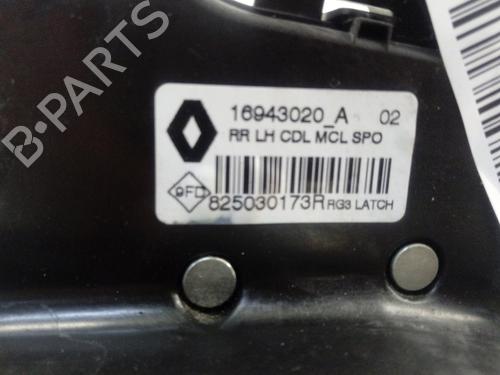 B-PARTS
16943020_A 02
RR LH CDL MCL SPO
825030173R RG3 LATCH